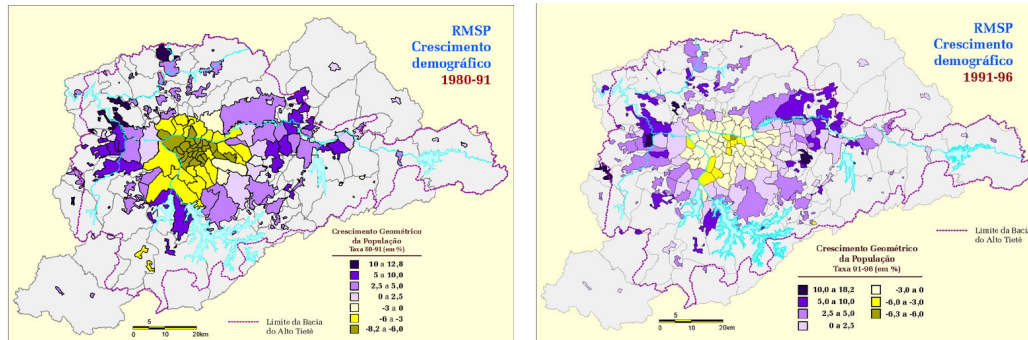 RMSP
Crescimento
demográfico
1980-91
Crescimento Geométrico
da População
Taxa 80-91 (em %)
10 a 12,8
5 a 10,0
2,5 a 5,0
0 a 2,5
-3 a 0
-6 a -3
-8,2 a -6,0
5
0 10 20km
Limite da Bacia
do Alto Tietê
RMSP
Crescimento
demográfico
1991-96
Limite da Bacia
do Alto Tietê
Crescimento Geométrico
da População
Taxa 91-96 (em %)
10,0 a 18,2
5,0 a 10,0
2,5 a 5,0
0 a 2,5
-3,0 a 0
-6,0 a -3,0
-6,3 a -6,0
5
0 10 20km